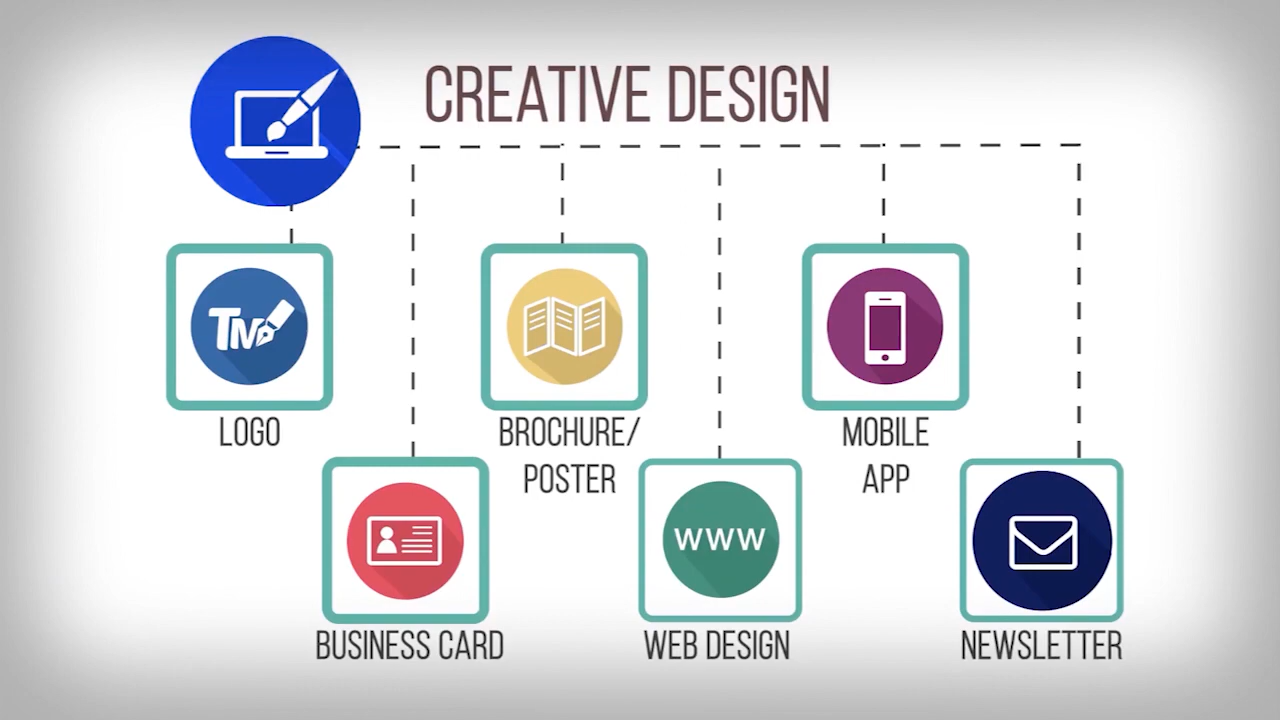 CREATIVE DESIGN
TM
LOGO
BROCHURE/
POSTER
MOBILE
APP
BUSINESS CARD
WWW
WEB DESIGN
NEWSLETTER